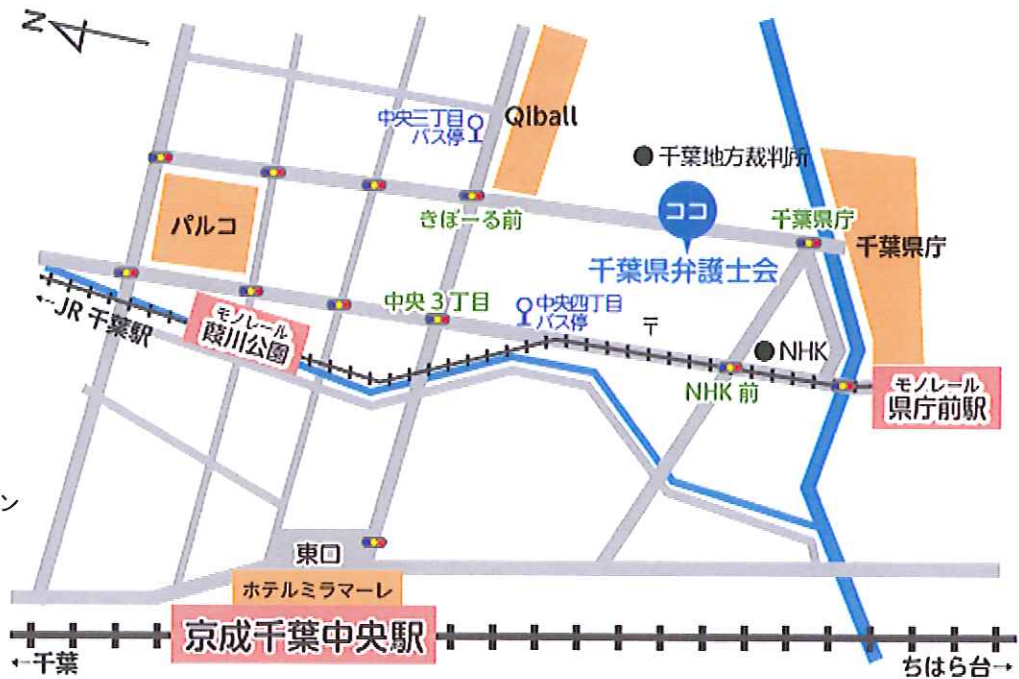 N
中央三丁目
バス停
Qiball
千葉地方裁判所
ココ
パルコ
きぼーる前
千葉県庁
千葉県庁
千葉県弁護士会
中央3丁目
中央四丁目
バス停
〒
←JR 千葉駅
モノレール
葭川公園
NHK
NHK 前
モノレール
県庁前駅
ン
東口
ホテルミラマーレ
京成千葉中央駅
←千葉
ちはら台→